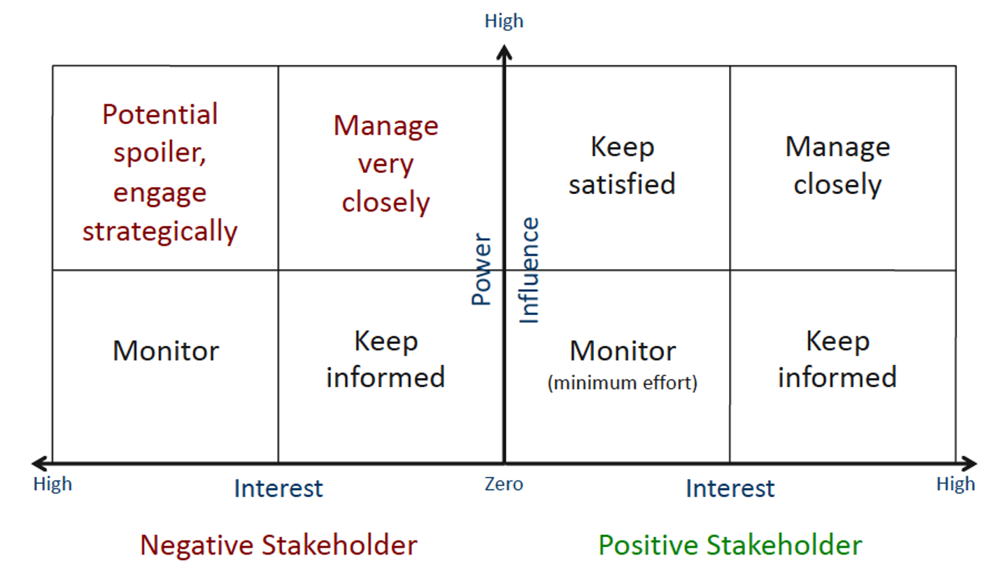 High
Potential
spoiler,
engage
strategically
Manage
very
closely
Keep
satisfied
Manage
closely
Power
Influence
Monitor
Keep
informed
Monitor
(minimum effort)
Keep
informed
High
Interest
Zero
Interest
High
Negative Stakeholder
Positive Stakeholder